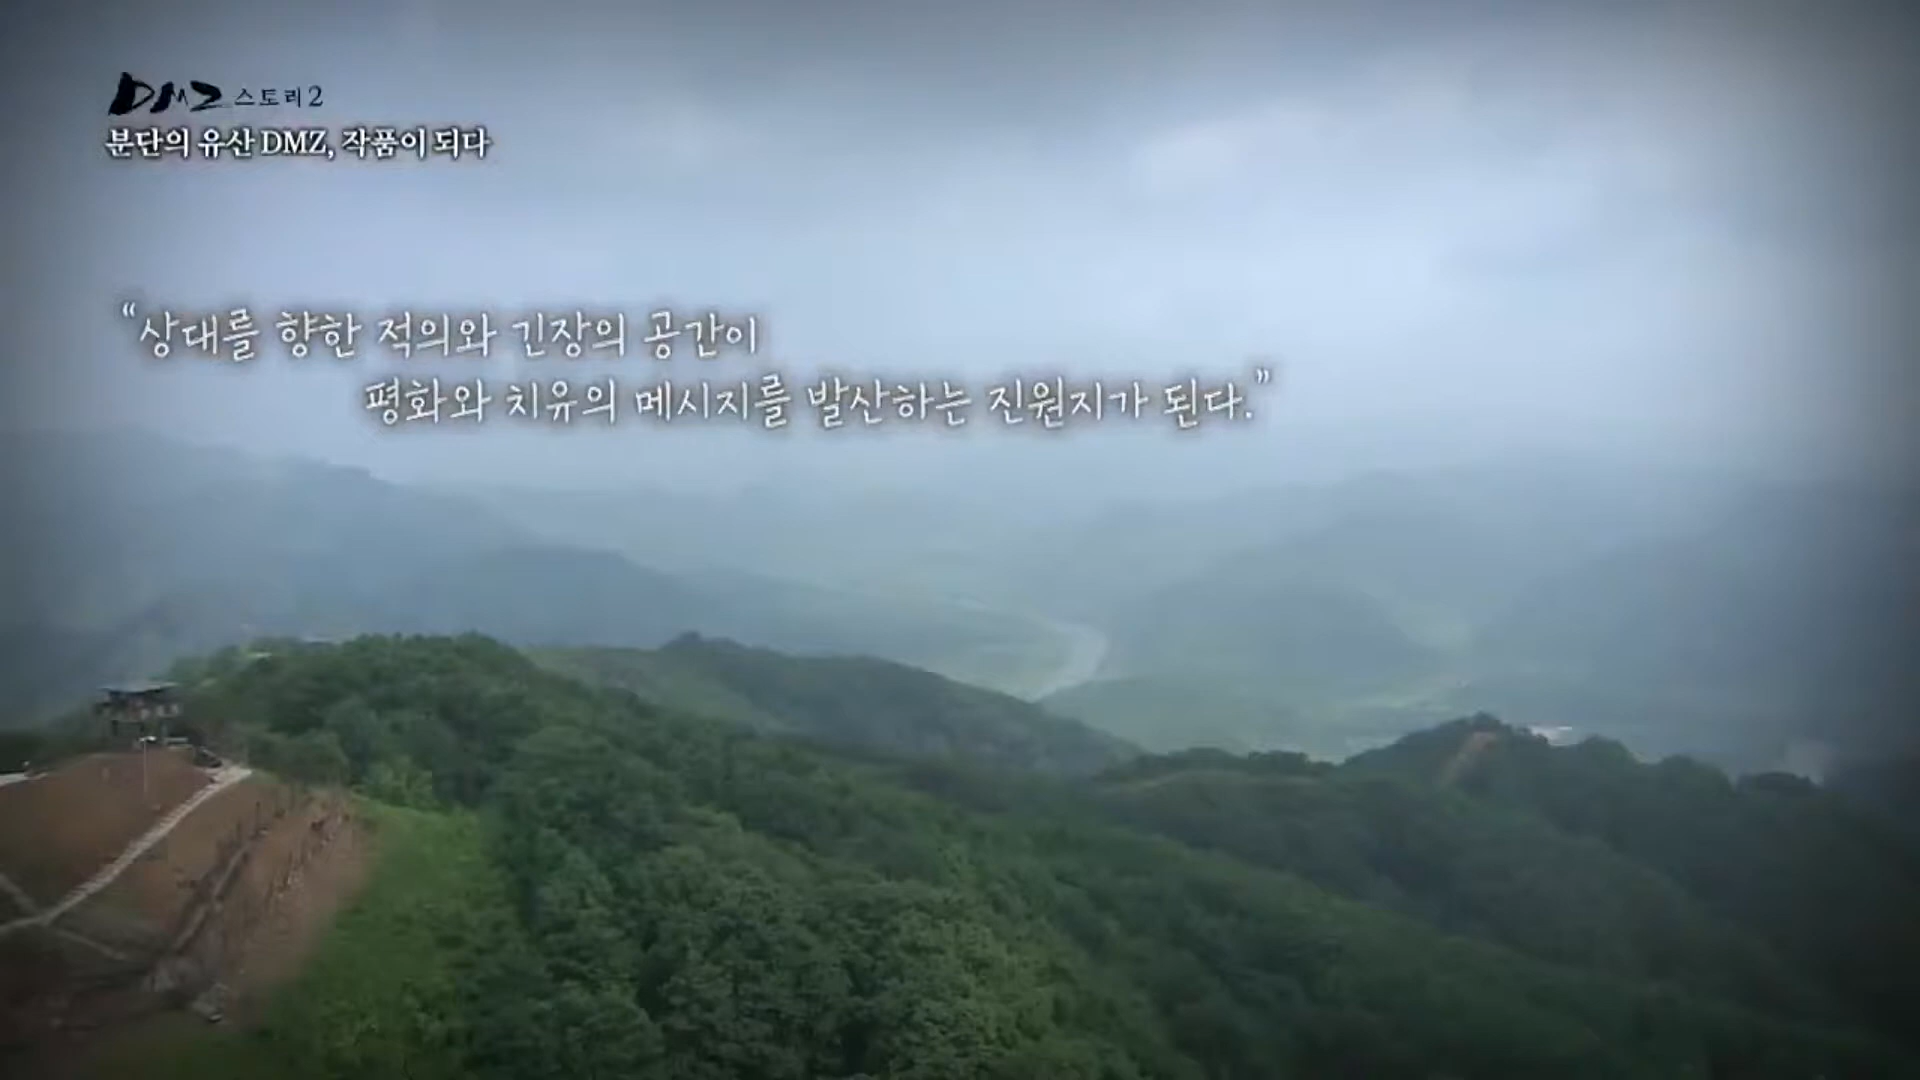 DMZ 스토리2
분단의 유산 DMZ, 작품이 되다
“상대를 향한 적의와 긴장의 공간이
평화와 치유의 메시지를 발산하는 진원지가 된다.”